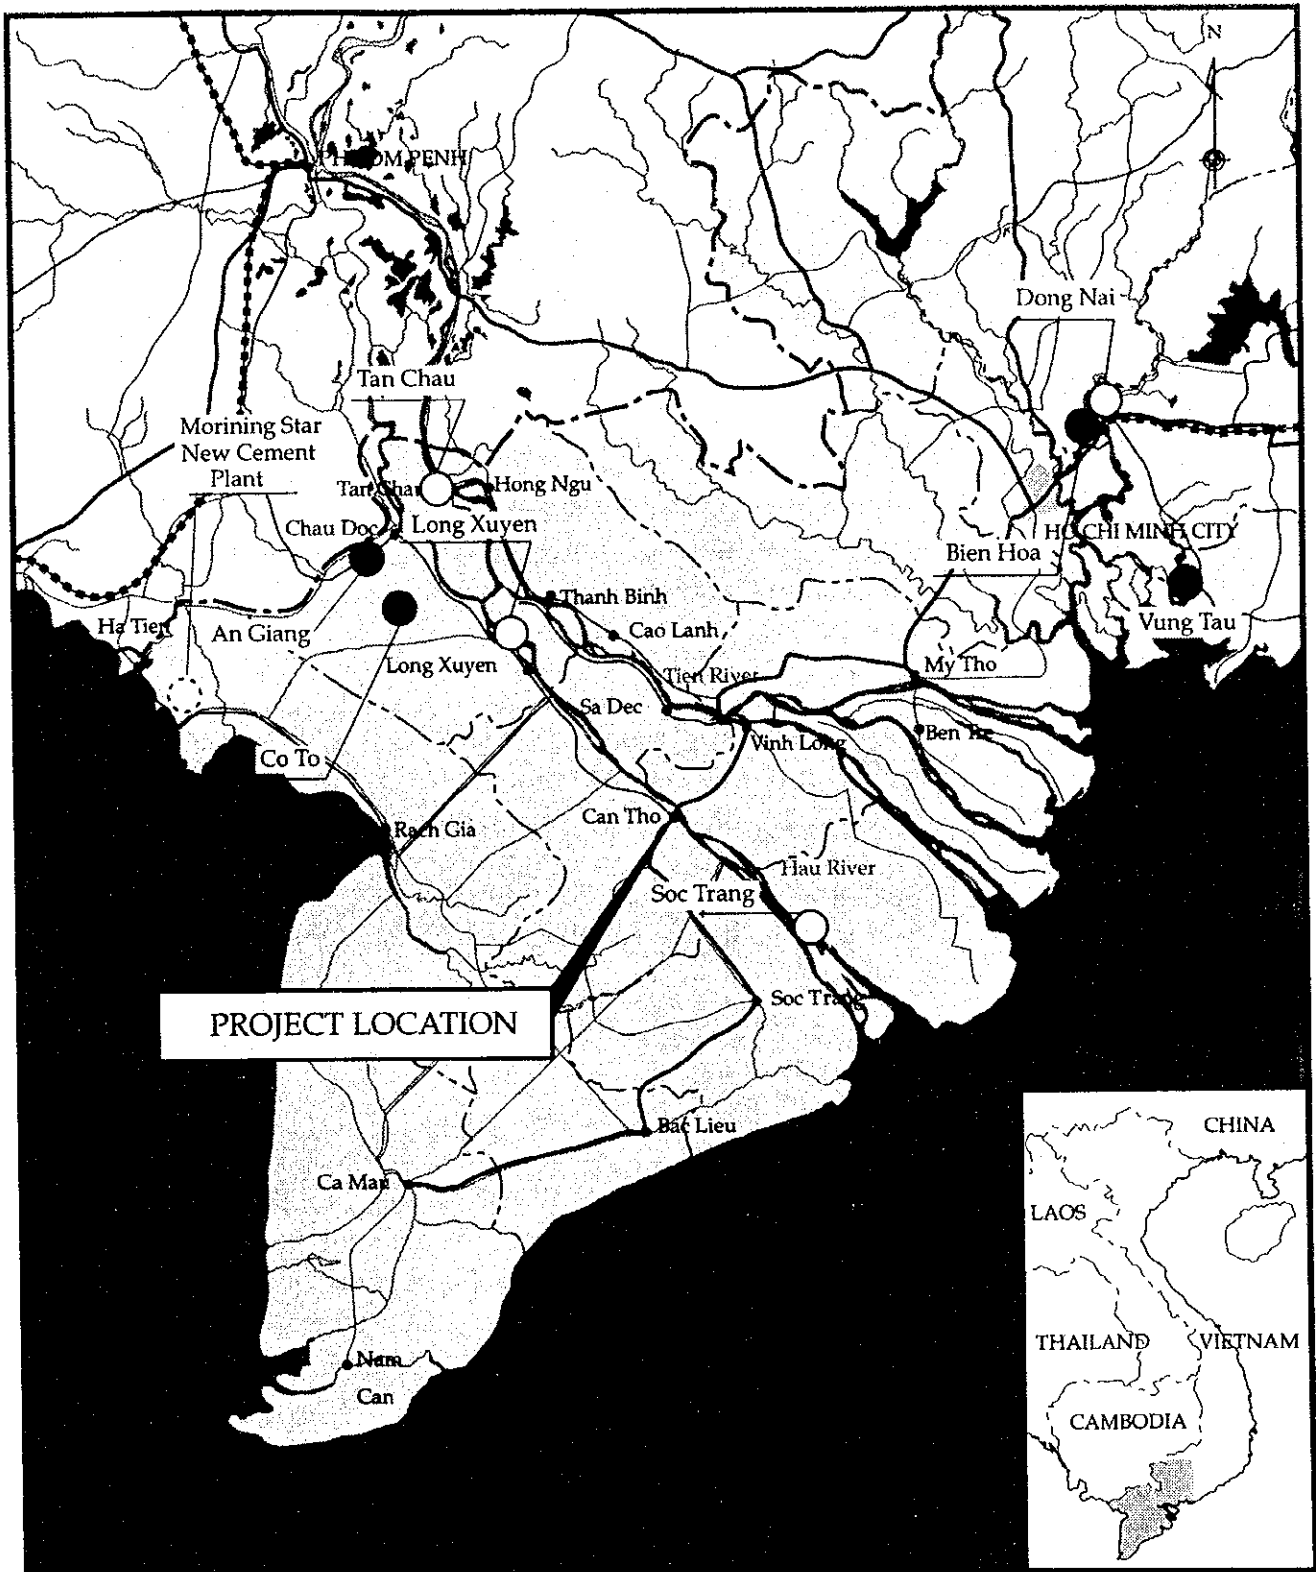 N
PHNOM PENH
Dong Nai
Tan Chau
Morining Star
New Cement
Plant
Tan Chau
Hong Ngu
Chau Doc
Long Xuyen
HO CHI MINH CITY
Bien Hoa
Thanh Binh
Ha Tien
An Giang
Cao Lanh
Vung Tau
Long Xuyen
Tien River
My Tho
Sa Dec
Vinh Long
Ben Tre
Co To
Can Tho
Rach Gia
Hau River
Soc Trang
Soc Trang
PROJECT LOCATION
Bac Lieu
Ca Mau
Nam
Can
CHINA
LAOS
THAILAND
VIETNAM
CAMBODIA